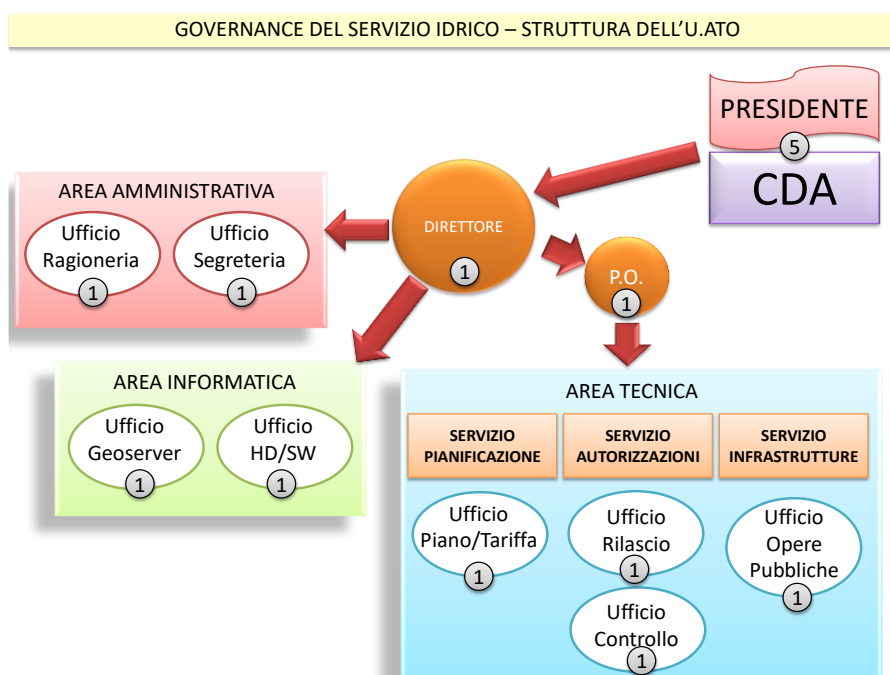 GOVERNANCE DEL SERVIZIO IDRICO – STRUTTURA DELL'U.ATO
PRESIDENTE
5
CDA
DIRETTORE
1
P.O.
1
AREA AMMINISTRATIVA
Ufficio
Ragioneria
1
Ufficio
Segreteria
1
AREA INFORMATICA
Ufficio
Geoserver
1
Ufficio
HD/SW
1
AREA TECNICA
SERVIZIO
PIANIFICAZIONE
SERVIZIO
AUTORIZZAZIONI
SERVIZIO
INFRASTRUTTURE
Ufficio
Piano/Tariffa
1
Ufficio
Rilascio
1
Ufficio
Controllo
1
Ufficio
Opere
Pubbliche
1